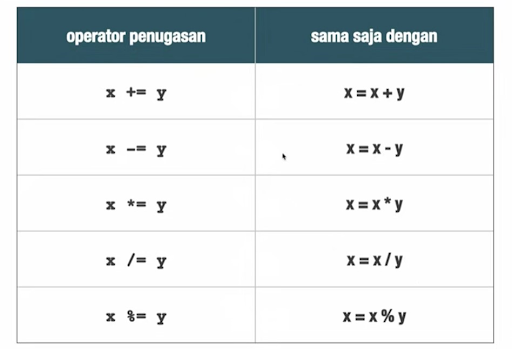 operator penugasan sama saja dengan
x += y x = x + y
x -= y x = x - y
x *= y x = x * y
x /= y x = x / y
x %= y x = x % y